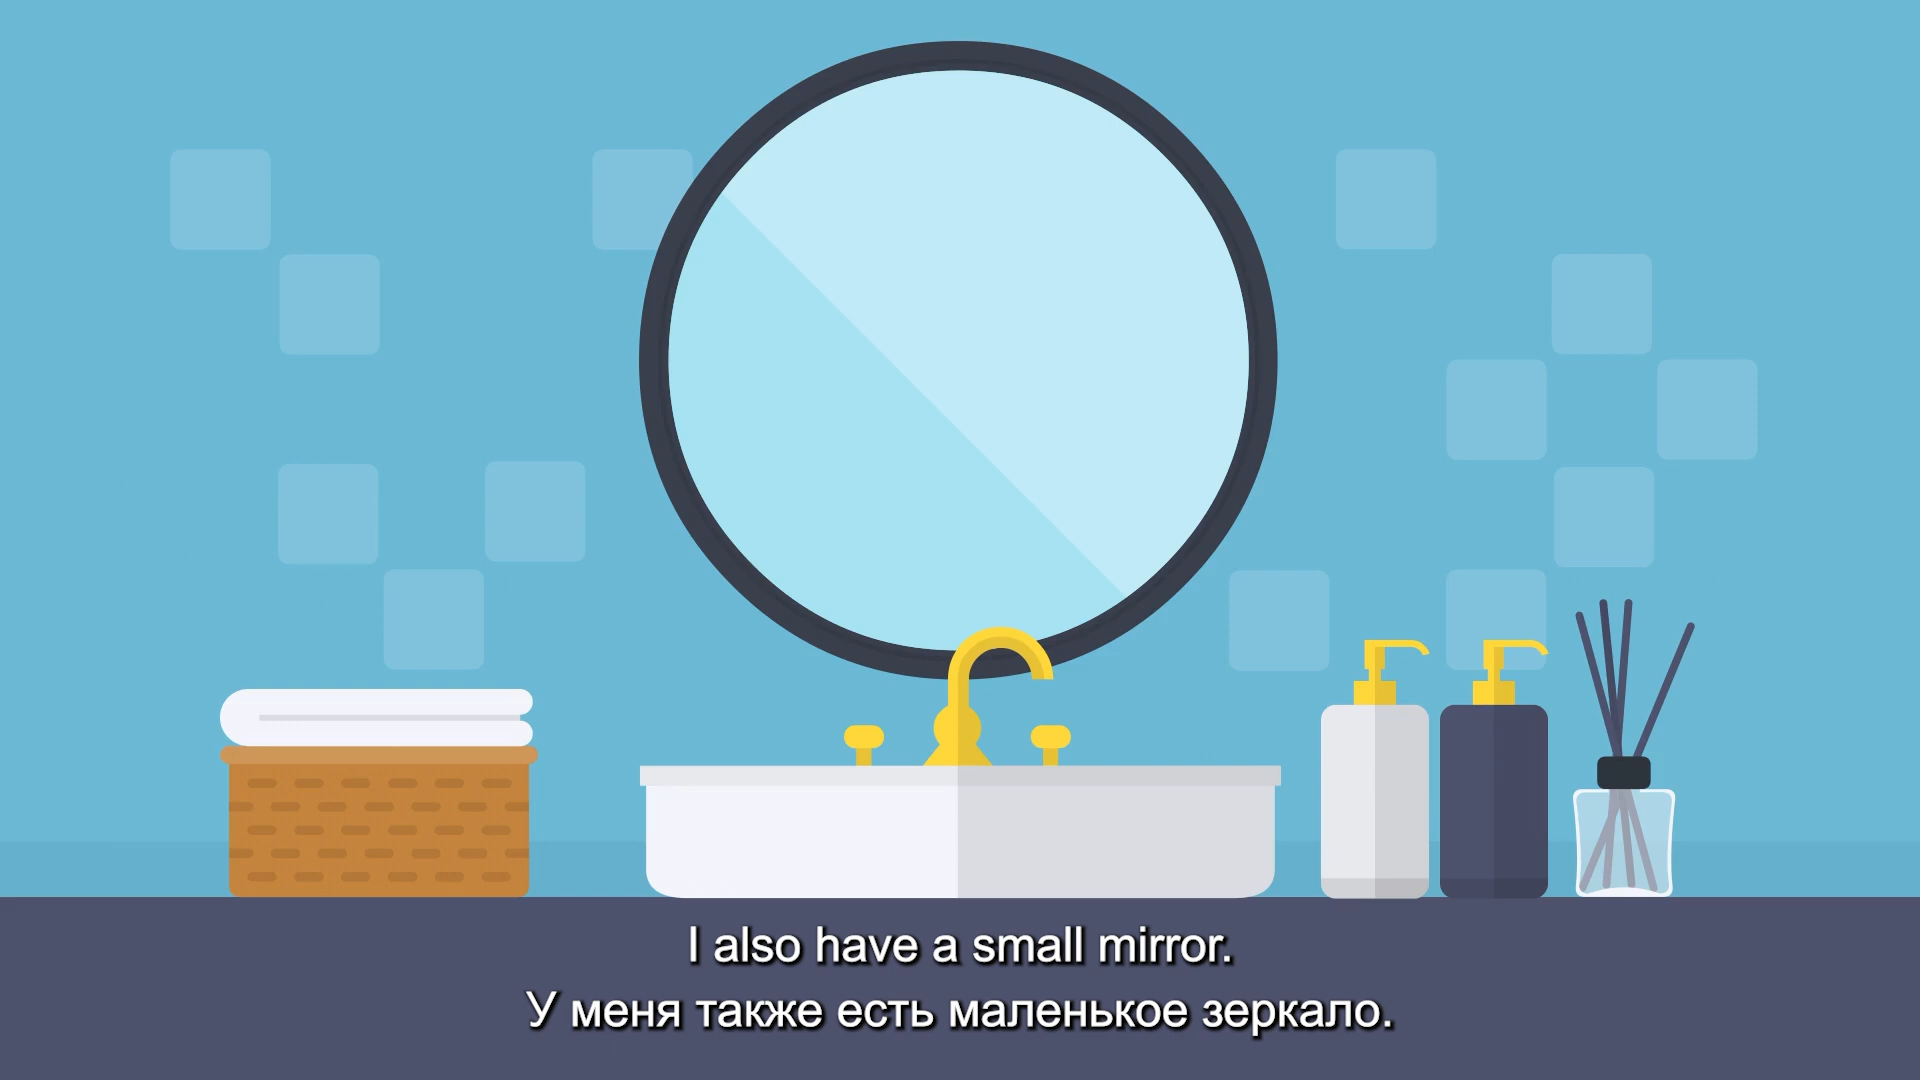 I also have a small mirror.
У меня также есть маленькое зеркало.